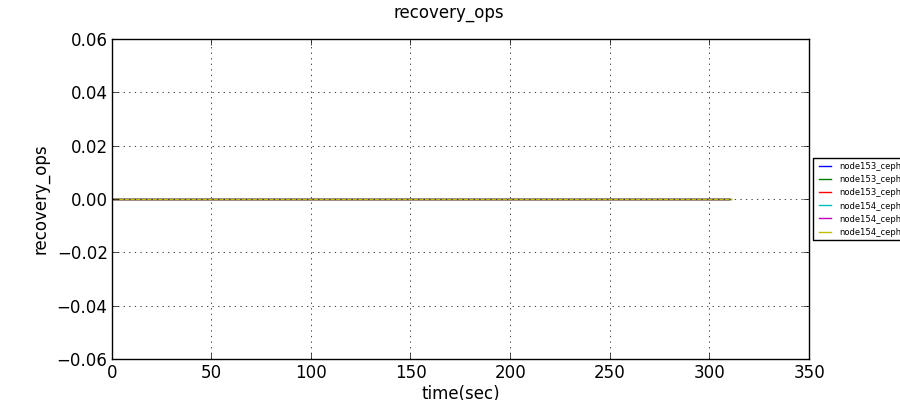 recovery_ops
0.06
0.04
0.02
0.00
−0.02
−0.04
−0.06
recovery_ops
0 50 100 150 200 250 300 350
time(sec)
node153_ceph
node153_ceph
node153_ceph
node154_ceph
node154_ceph
node154_ceph